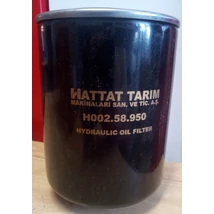 HATTAT TARIM
MAKİNALARI SAN. VE TİC. A.Ş.
H002.58.950
HYDRAULIC OIL FILTER